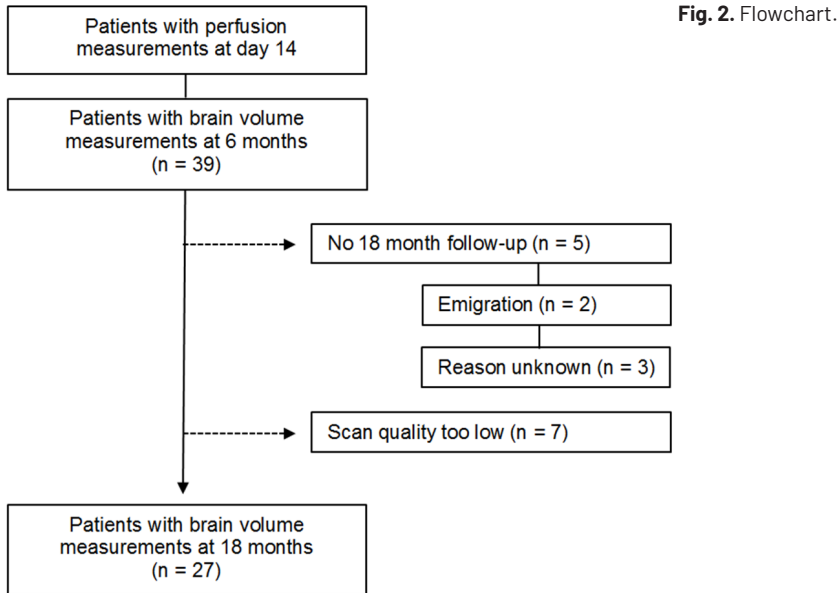 Patients with perfusion
measurements at day 14
Fig. 2. Flowchart.
Patients with brain volume
measurements at 6 months
(n = 39)
No 18 month follow-up (n = 5)
Emigration (n = 2)
Reason unknown (n = 3)
Scan quality too low (n = 7)
Patients with brain volume
measurements at 18 months
(n = 27)